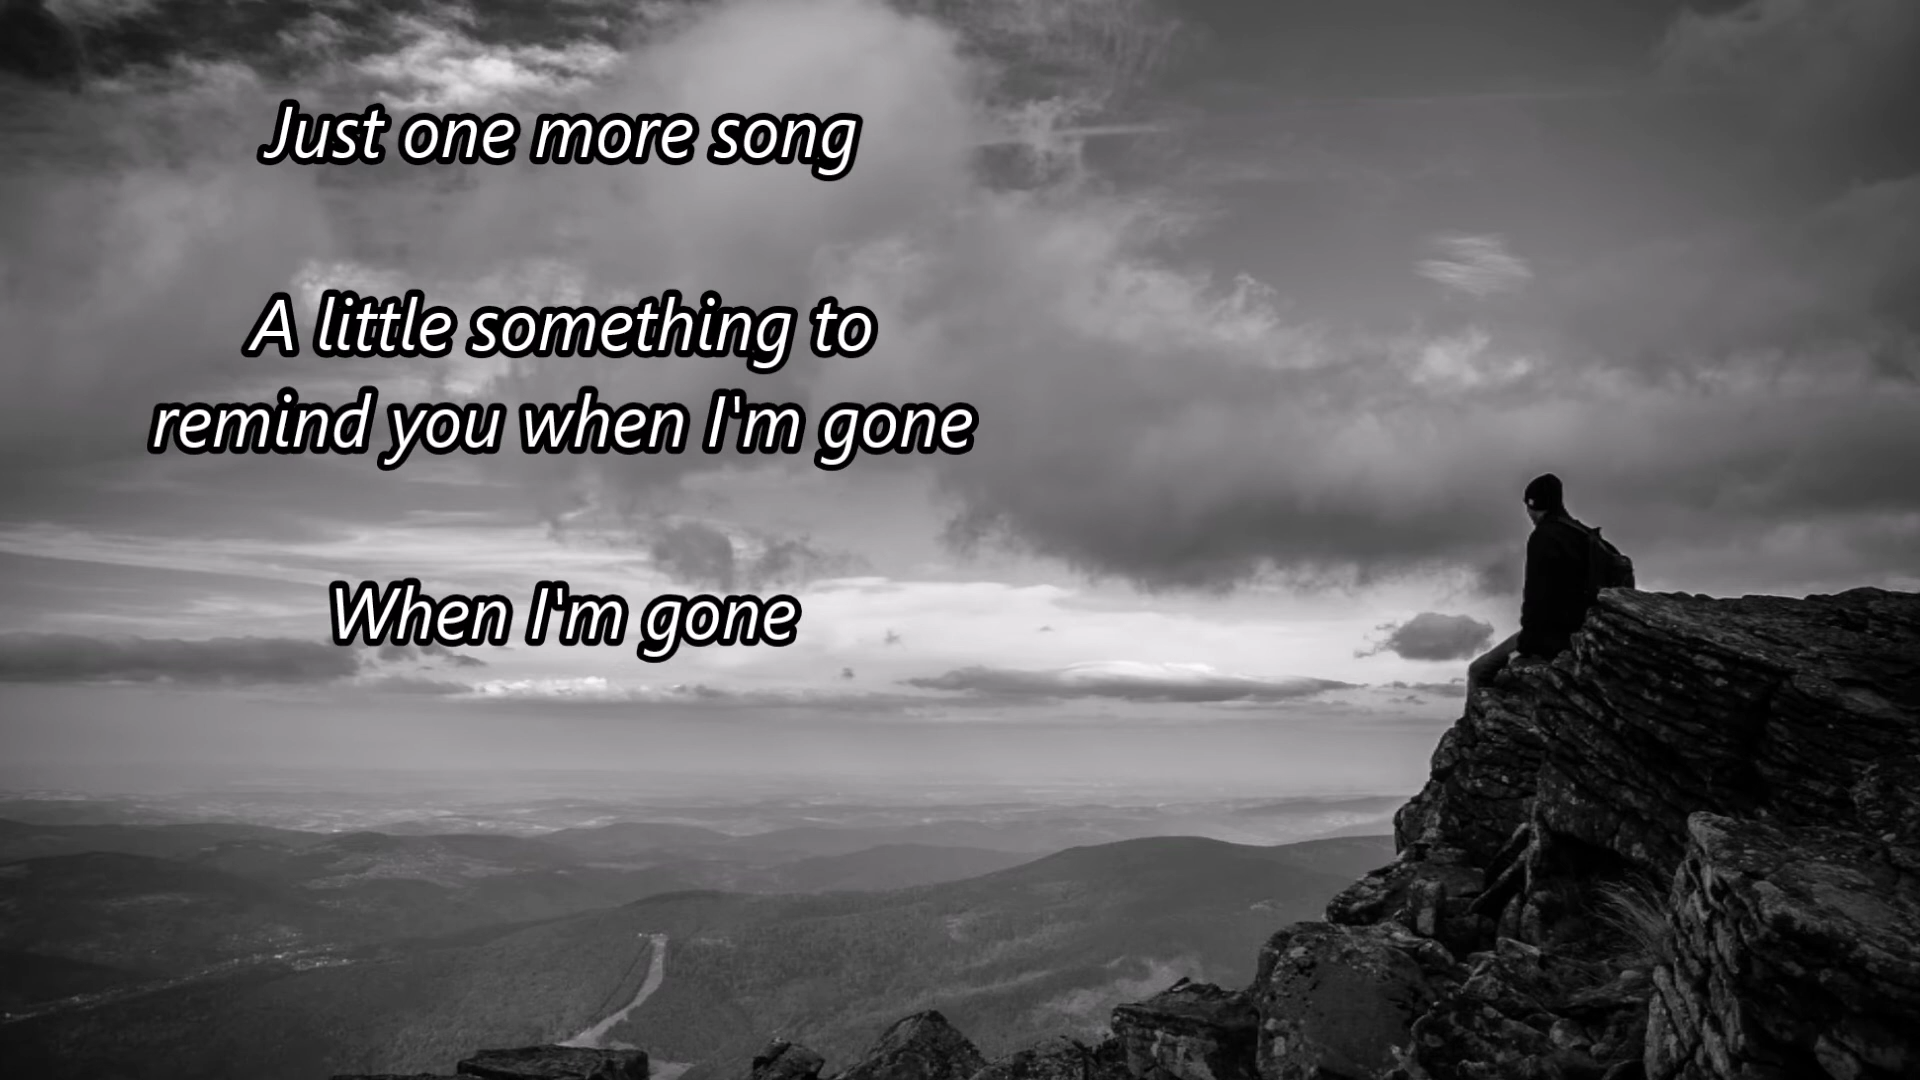 Just one more song
A little something to
remind you when I'm gone
When I'm gone